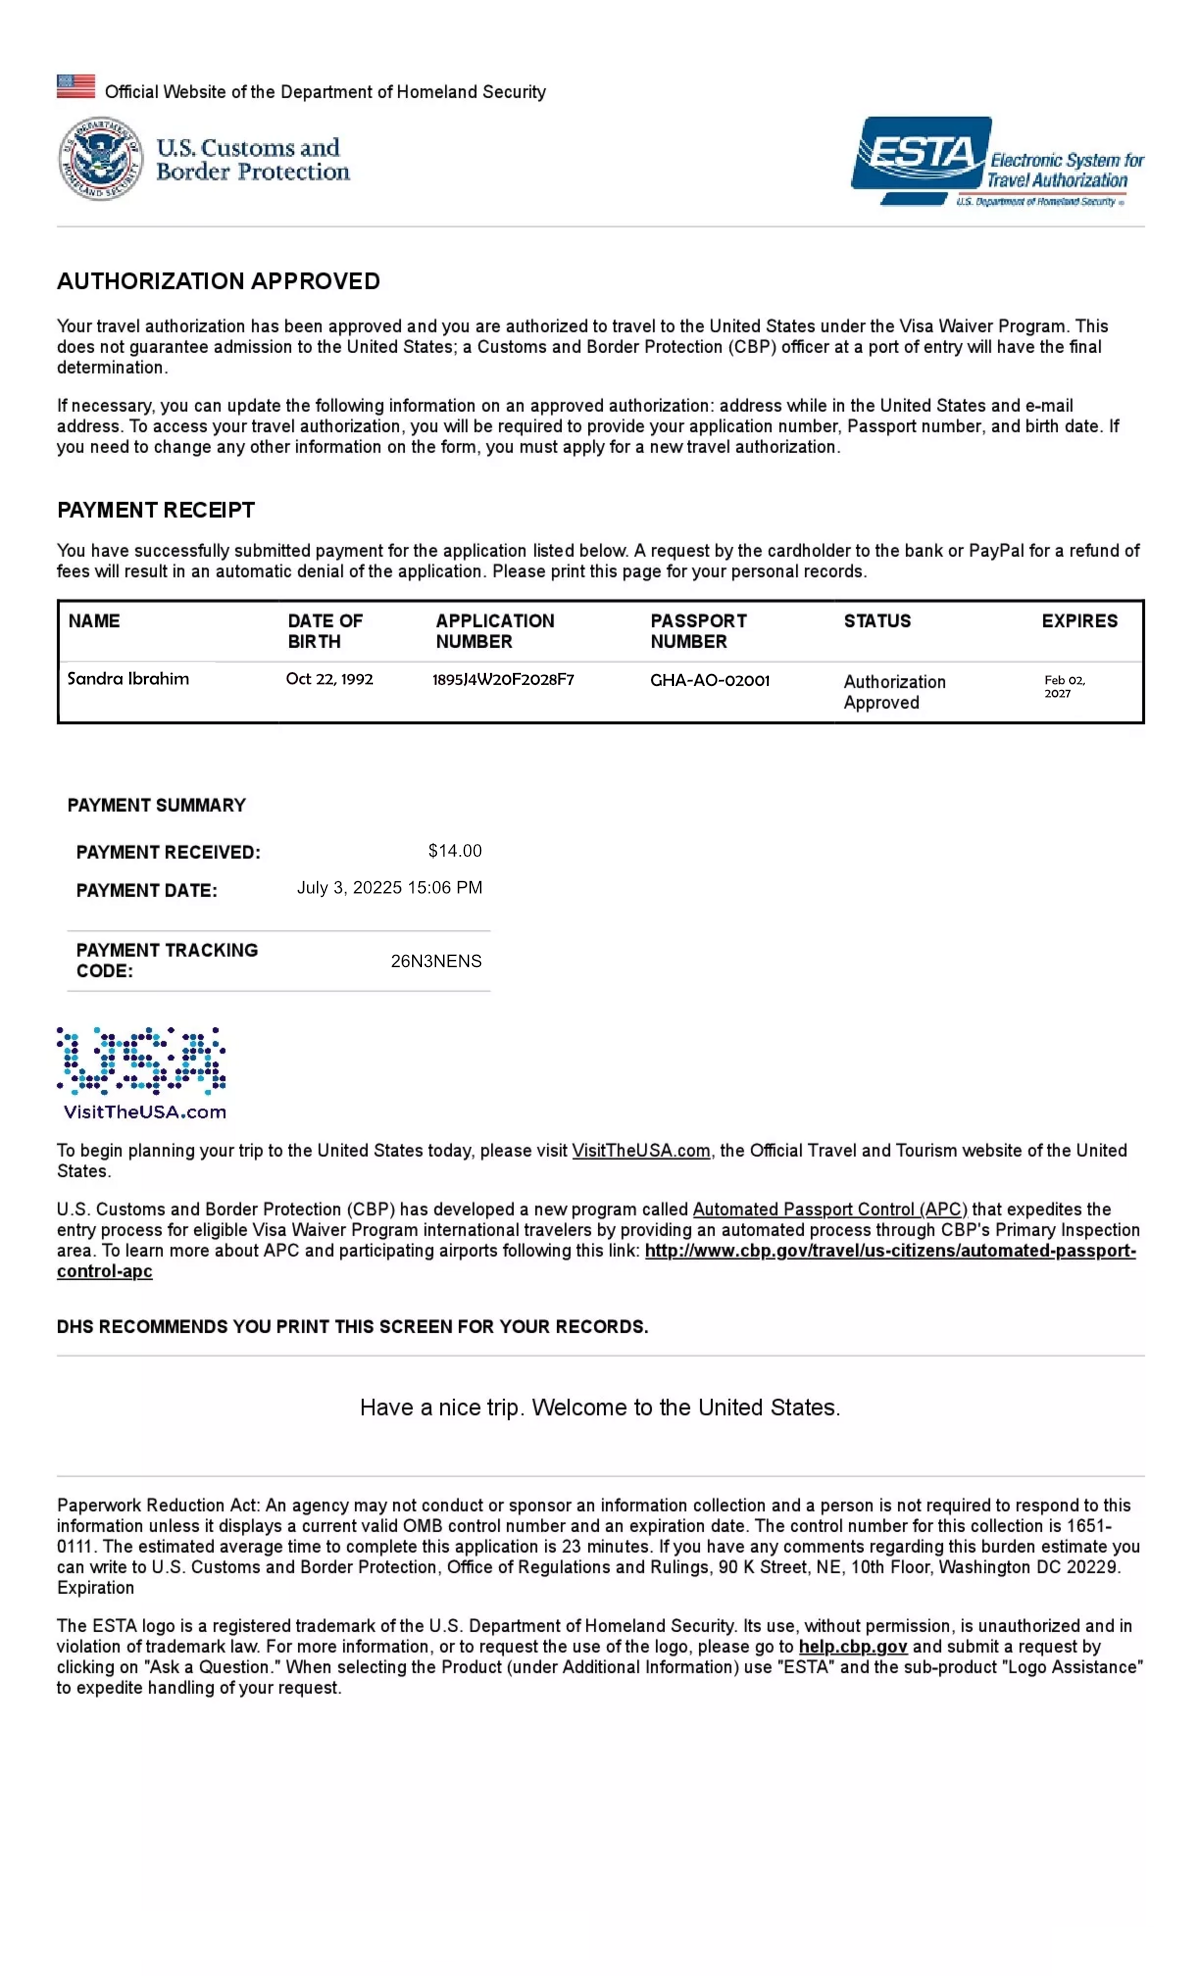 Official Website of the Department of Homeland Security
U.S. DEPARTMENT OF
HOMELAND SECURITY
U.S. Customs and
Border Protection
ESTA
Electronic System for
Travel Authorization
U.S. Department of Homeland Security ®
AUTHORIZATION APPROVED
Your travel authorization has been approved and you are authorized to travel to the United States under the Visa Waiver Program. This
does not guarantee admission to the United States; a Customs and Border Protection (CBP) officer at a port of entry will have the final
determination.
If necessary, you can update the following information on an approved authorization: address while in the United States and e-mail
address. To access your travel authorization, you will be required to provide your application number, Passport number, and birth date. If
you need to change any other information on the form, you must apply for a new travel authorization.
PAYMENT RECEIPT
You have successfully submitted payment for the application listed below. A request by the cardholder to the bank or PayPal for a refund of
fees will result in an automatic denial of the application. Please print this page for your personal records.
NAME DATE OF BIRTH APPLICATION NUMBER PASSPORT NUMBER STATUS EXPIRES
Sandra Ibrahim Oct 22, 1992 1895J4W20F2028F7 GHA-AO-02001 Authorization Approved Feb 02, 2027
PAYMENT SUMMARY
PAYMENT RECEIVED: $14.00
PAYMENT DATE: July 3, 20225 15:06 PM
PAYMENT TRACKING CODE: 26N3NENS
USA
VisitTheUSA.com
To begin planning your trip to the United States today, please visit VisitTheUSA.com, the Official Travel and Tourism website of the United
States.
U.S. Customs and Border Protection (CBP) has developed a new program called Automated Passport Control (APC) that expedites the
entry process for eligible Visa Waiver Program international travelers by providing an automated process through CBP's Primary Inspection
area. To learn more about APC and participating airports following this link: http://www.cbp.gov/travel/us-citizens/automated-passport-
control-apc
DHS RECOMMENDS YOU PRINT THIS SCREEN FOR YOUR RECORDS.
Have a nice trip. Welcome to the United States.
Paperwork Reduction Act: An agency may not conduct or sponsor an information collection and a person is not required to respond to this
information unless it displays a current valid OMB control number and an expiration date. The control number for this collection is 1651-
0111. The estimated average time to complete this application is 23 minutes. If you have any comments regarding this burden estimate you
can write to U.S. Customs and Border Protection, Office of Regulations and Rulings, 90 K Street, NE, 10th Floor, Washington DC 20229.
Expiration
The ESTA logo is a registered trademark of the U.S. Department of Homeland Security. Its use, without permission, is unauthorized and in
violation of trademark law. For more information, or to request the use of the logo, please go to help.cbp.gov and submit a request by
clicking on "Ask a Question." When selecting the Product (under Additional Information) use "ESTA" and the sub-product "Logo Assistance"
to expedite handling of your request.